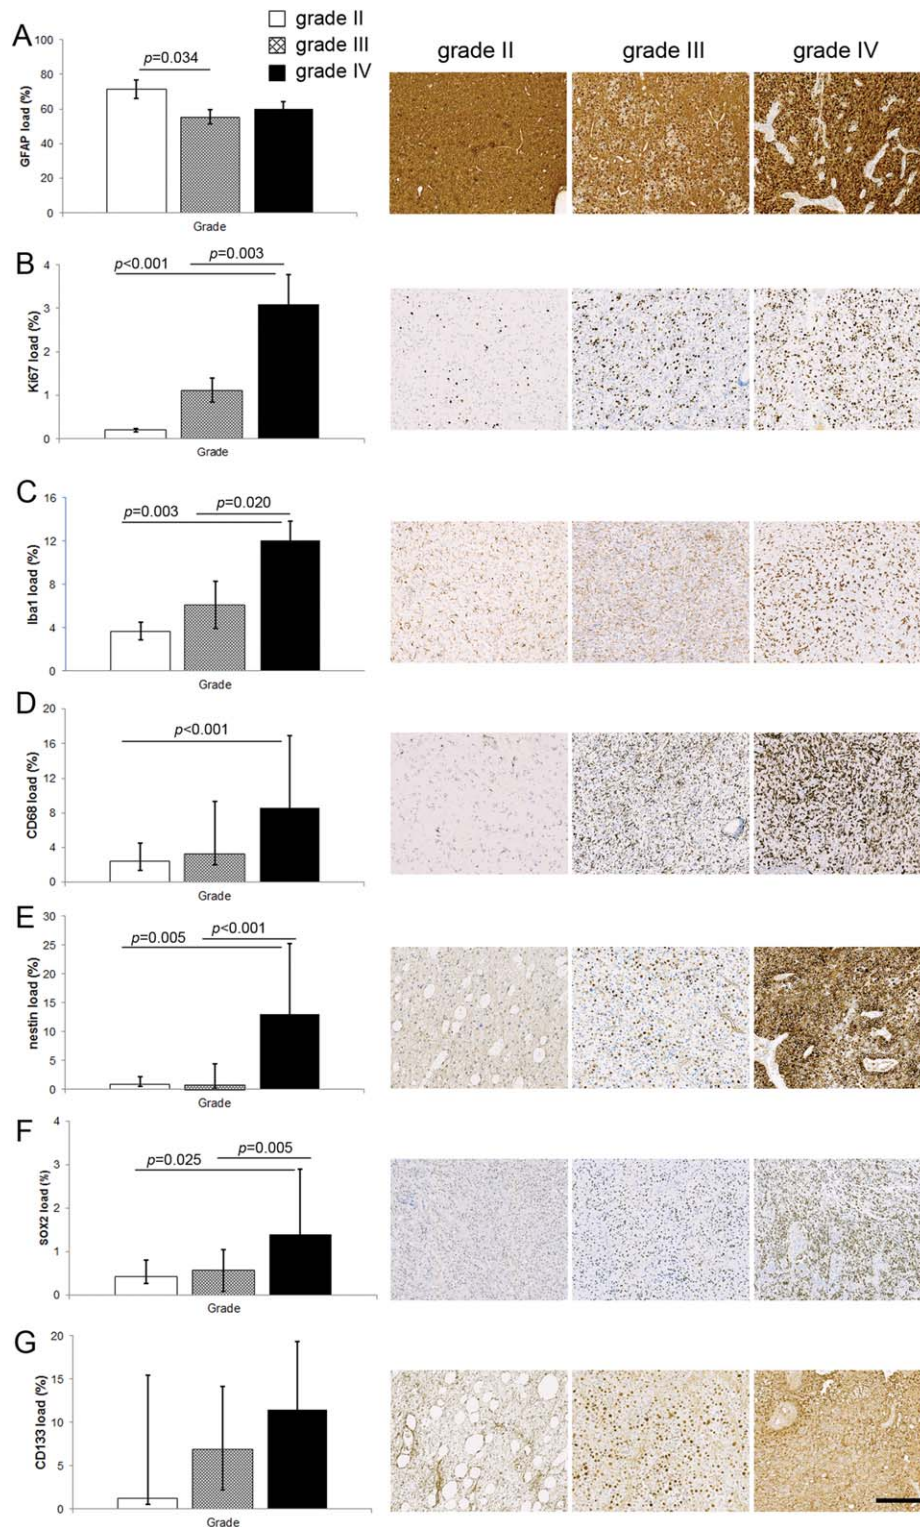 grade II
grade III
grade IV
grade II grade III grade IV
A
GFAP load (%)
100
80
60
40
20
0
p=0.034
Grade
B
Ki67 load (%)
4
3
2
1
0
p<0.001
p=0.003
Grade
C
Iba1 load (%)
16
12
8
4
0
p=0.003
p=0.020
Grade
D
CD68 load (%)
20
16
12
8
4
0
p<0.001
Grade
E
nestin load (%)
30
25
20
15
10
5
0
p=0.005
p<0.001
Grade
F
SOX2 load (%)
4
3
2
1
0
p=0.025
p=0.005
Grade
G
CD133 load (%)
20
15
10
5
0
Grade